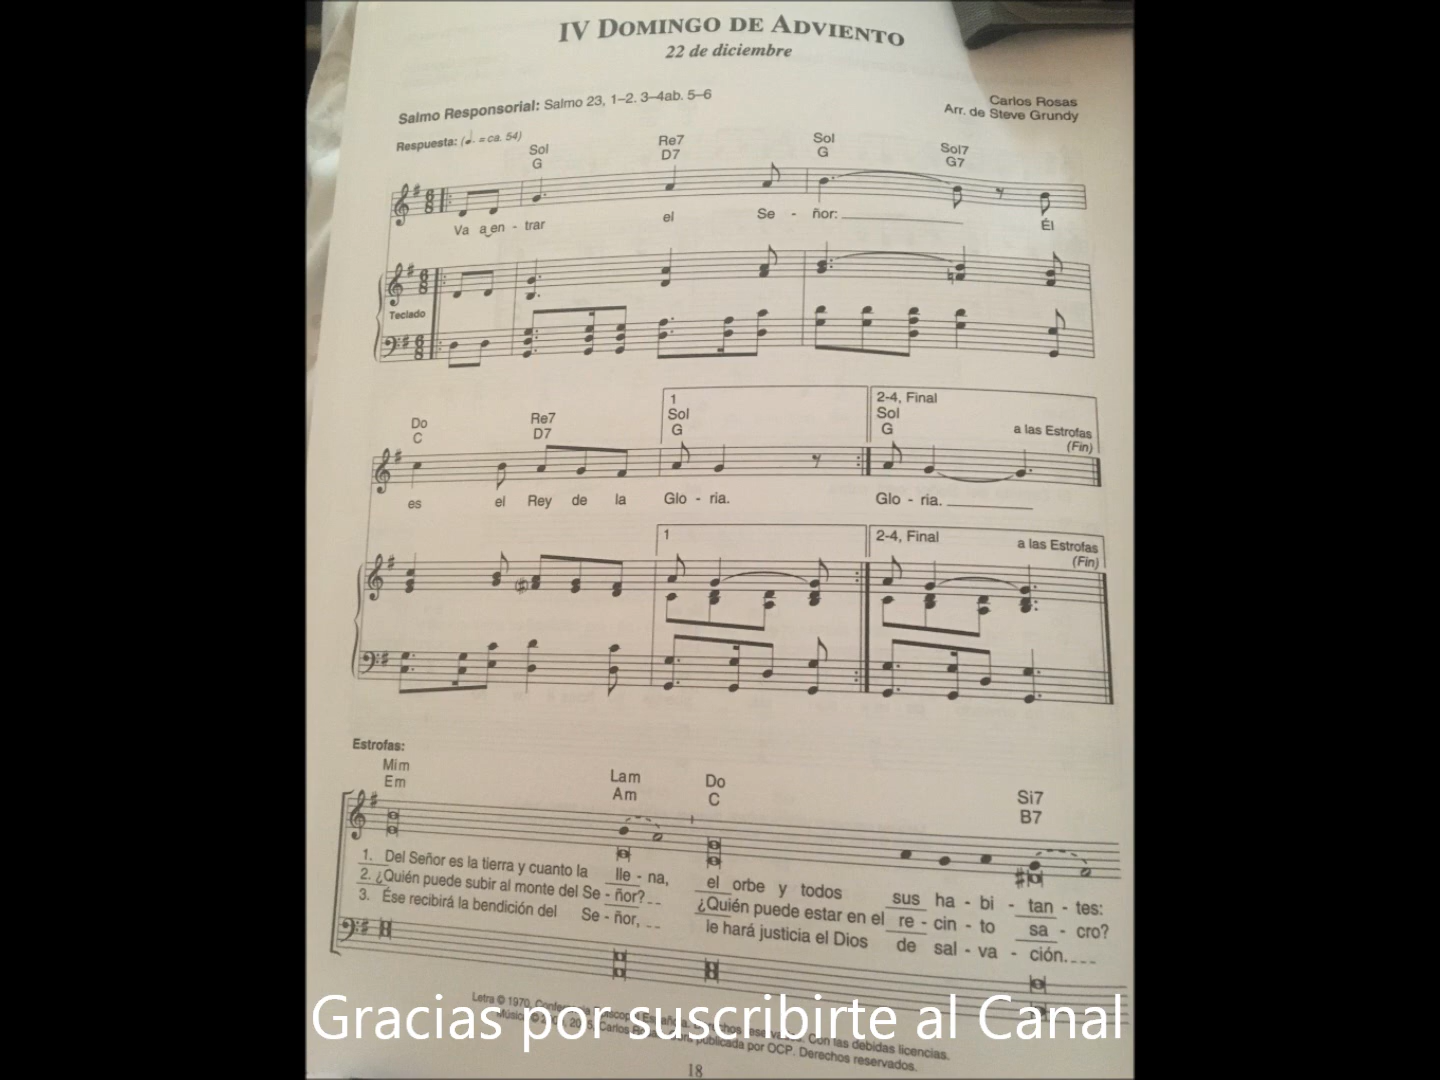 IV DOMINGO DE ADVIENTO
22 de diciembre
Salmo Responsorial: Salmo 23, 1–2. 3–4ab. 5–6
Carlos Rosas
Arr. de Steve Grundy
Respuesta: (♩. = ca. 54)
Sol Re7 Sol Sol7
G D7 G G7
Va a en - trar el Se - ñor: Él
Teclado
1 2-4, Final
Do Re7 Sol Sol
C D7 G G a las Estrofas
(Fin)
es el Rey de la Glo - ria. Glo - ria.
1 2-4, Final a las Estrofas
(Fin)
Estrofas:
Mim Lam Do Si7
Em Am C B7
1. Del Señor es la tierra y cuanto la lle - na, el orbe y todos sus ha - bi - tan - tes:
2. ¿Quién puede subir al monte del Se - ñor? ¿Quién puede estar en el re - cin - to sa - cro?
3. Ése recibirá la bendición del Se - ñor, le hará justicia el Dios de sal - va - ción.
Letra © 1970, Española. Derechos Con las debidas licencias.
Música © Carlos publicada por OCP. Derechos reservados.
Gracias por suscribirte al Canal
18